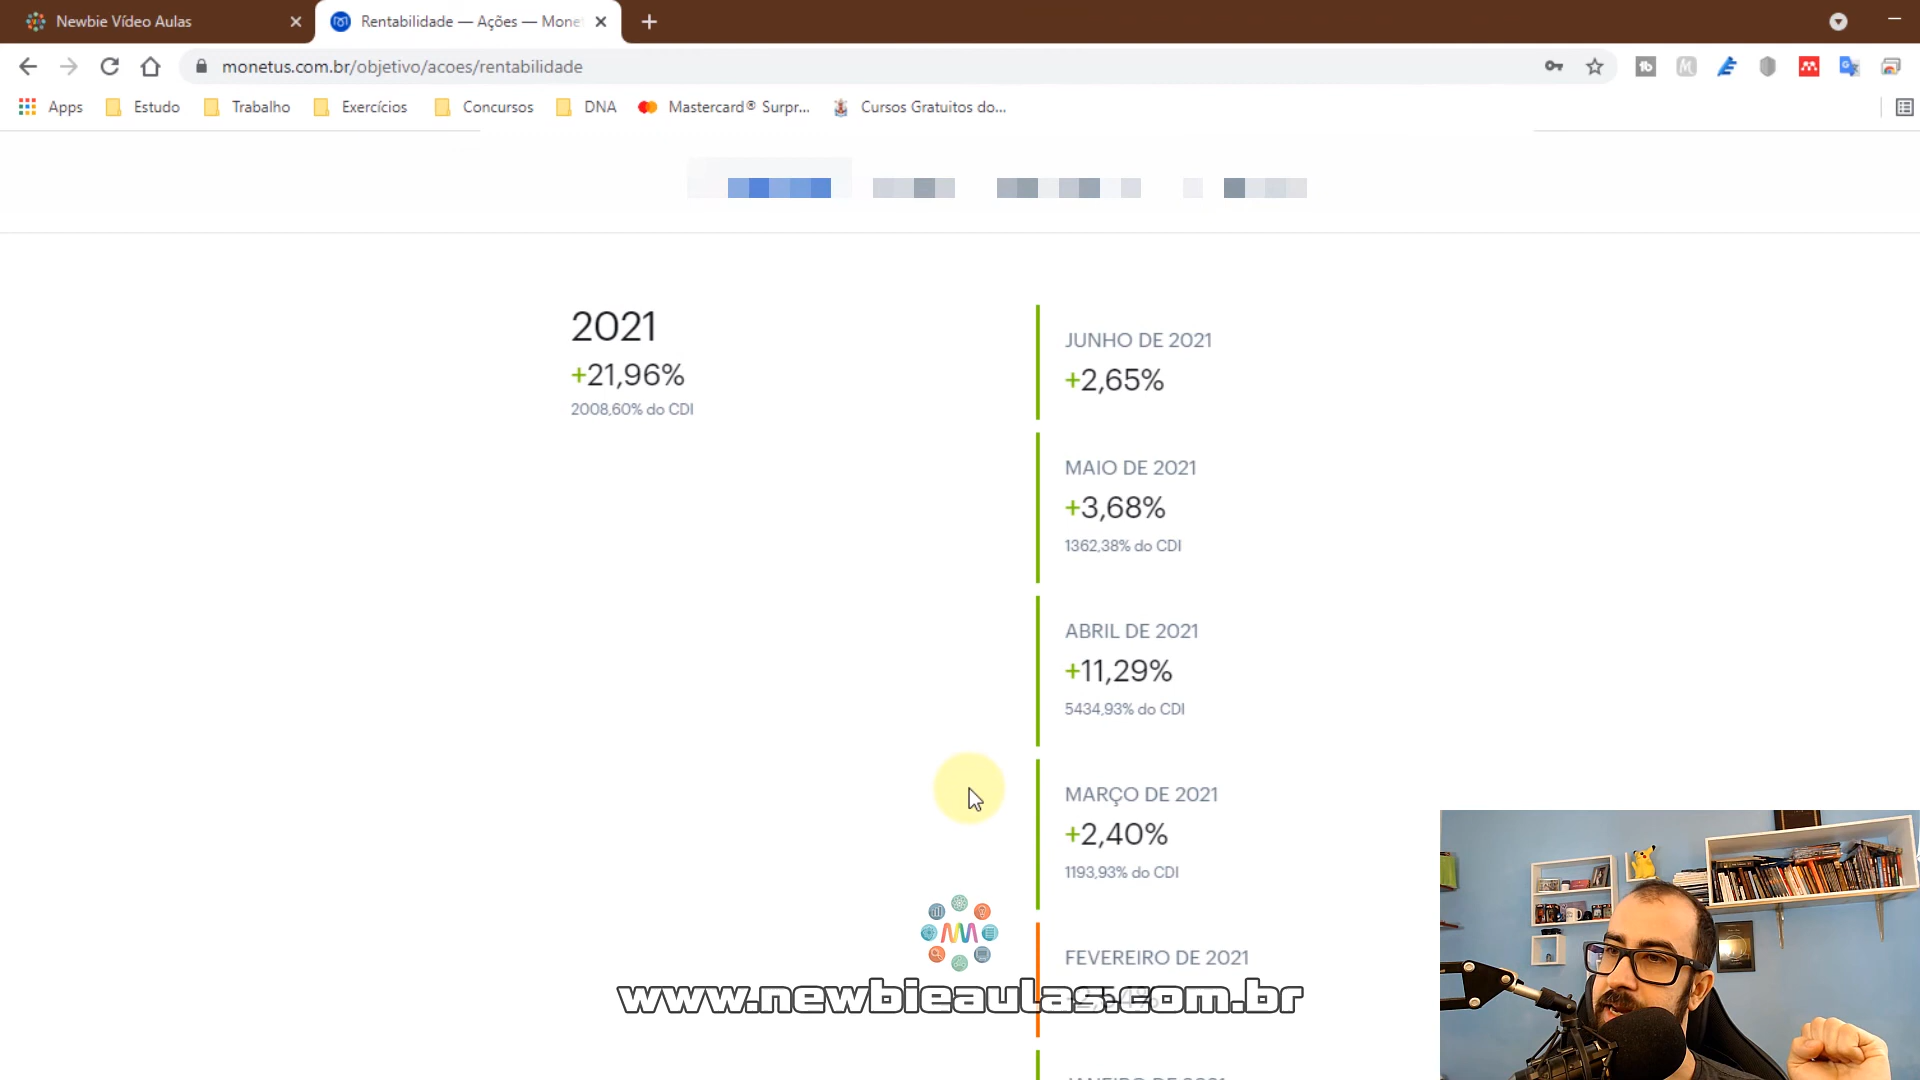 Newbie Vídeo Aulas
Rentabilidade — Ações — Mone
monetus.com.br/objetivo/acoes/rentabilidade
Apps
Estudo
Trabalho
Exercícios
Concursos
DNA
Mastercard® Surpr...
Cursos Gratuitos do...
2021
+21,96%
2008,60% do CDI
JUNHO DE 2021
+2,65%
MAIO DE 2021
+3,68%
1362,38% do CDI
ABRIL DE 2021
+11,29%
5434,93% do CDI
MARÇO DE 2021
+2,40%
1193,93% do CDI
FEVEREIRO DE 2021
www.newbieaulas.com.br
JANEIRO DE 2021